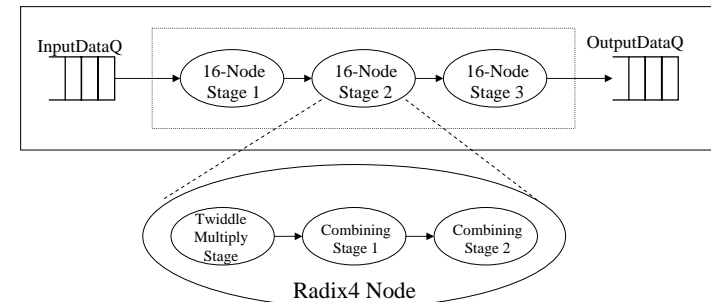 InputDataQ
OutputDataQ
16-Node
Stage 1
16-Node
Stage 2
16-Node
Stage 3
Twiddle
Multiply
Stage
Combining
Stage 1
Combining
Stage 2
Radix4 Node